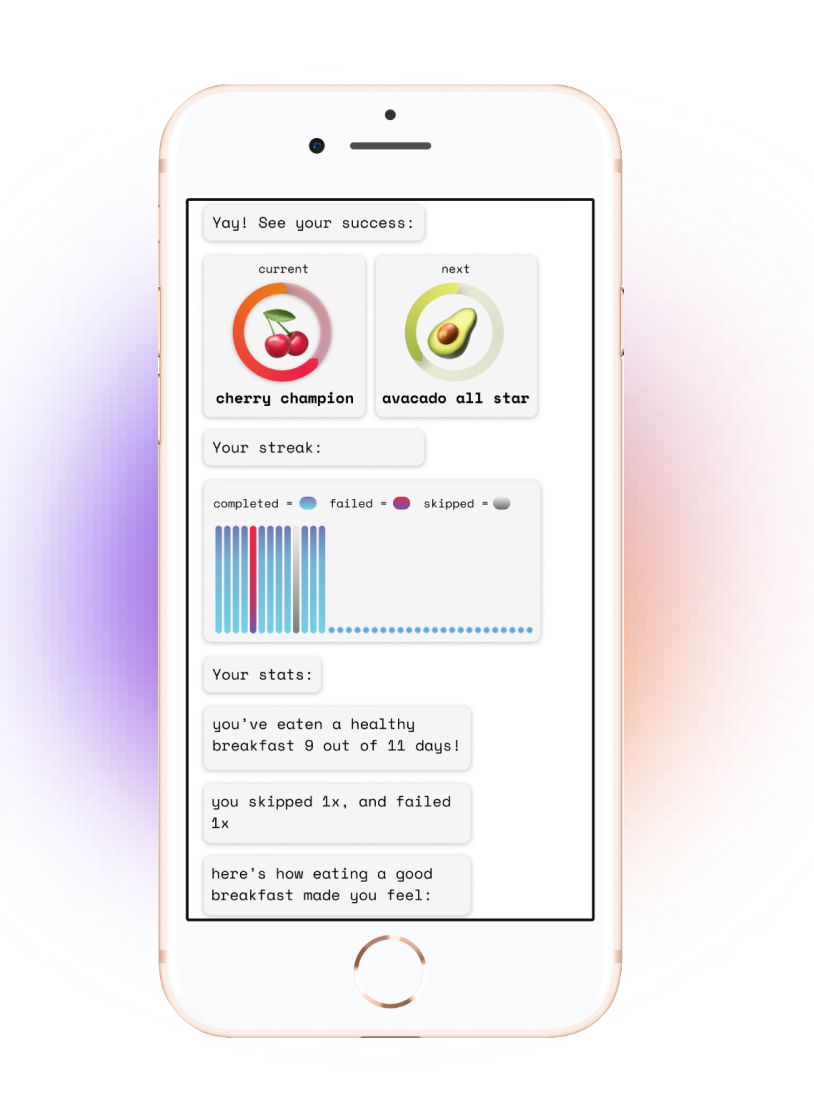 Yay! See your success:
current
next
cherry champion
avacado all star
Your streak:
completed = failed = skipped =
Your stats:
you've eaten a healthy
breakfast 9 out of 11 days!
you skipped 1x, and failed
1x
here's how eating a good
breakfast made you feel: